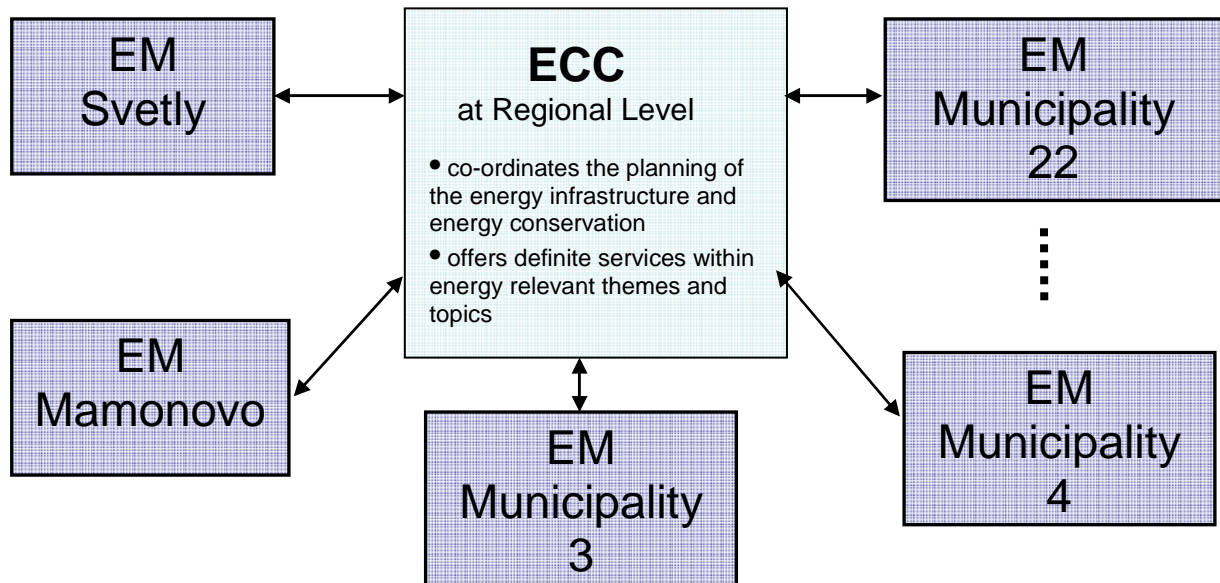 EM
Svetly
ECC
at Regional Level
• co-ordinates the planning of
the energy infrastructure and
energy conservation
• offers definite services within
energy relevant themes and
topics
EM
Municipality
22
EM
Mamonovo
EM
Municipality
3
EM
Municipality
4